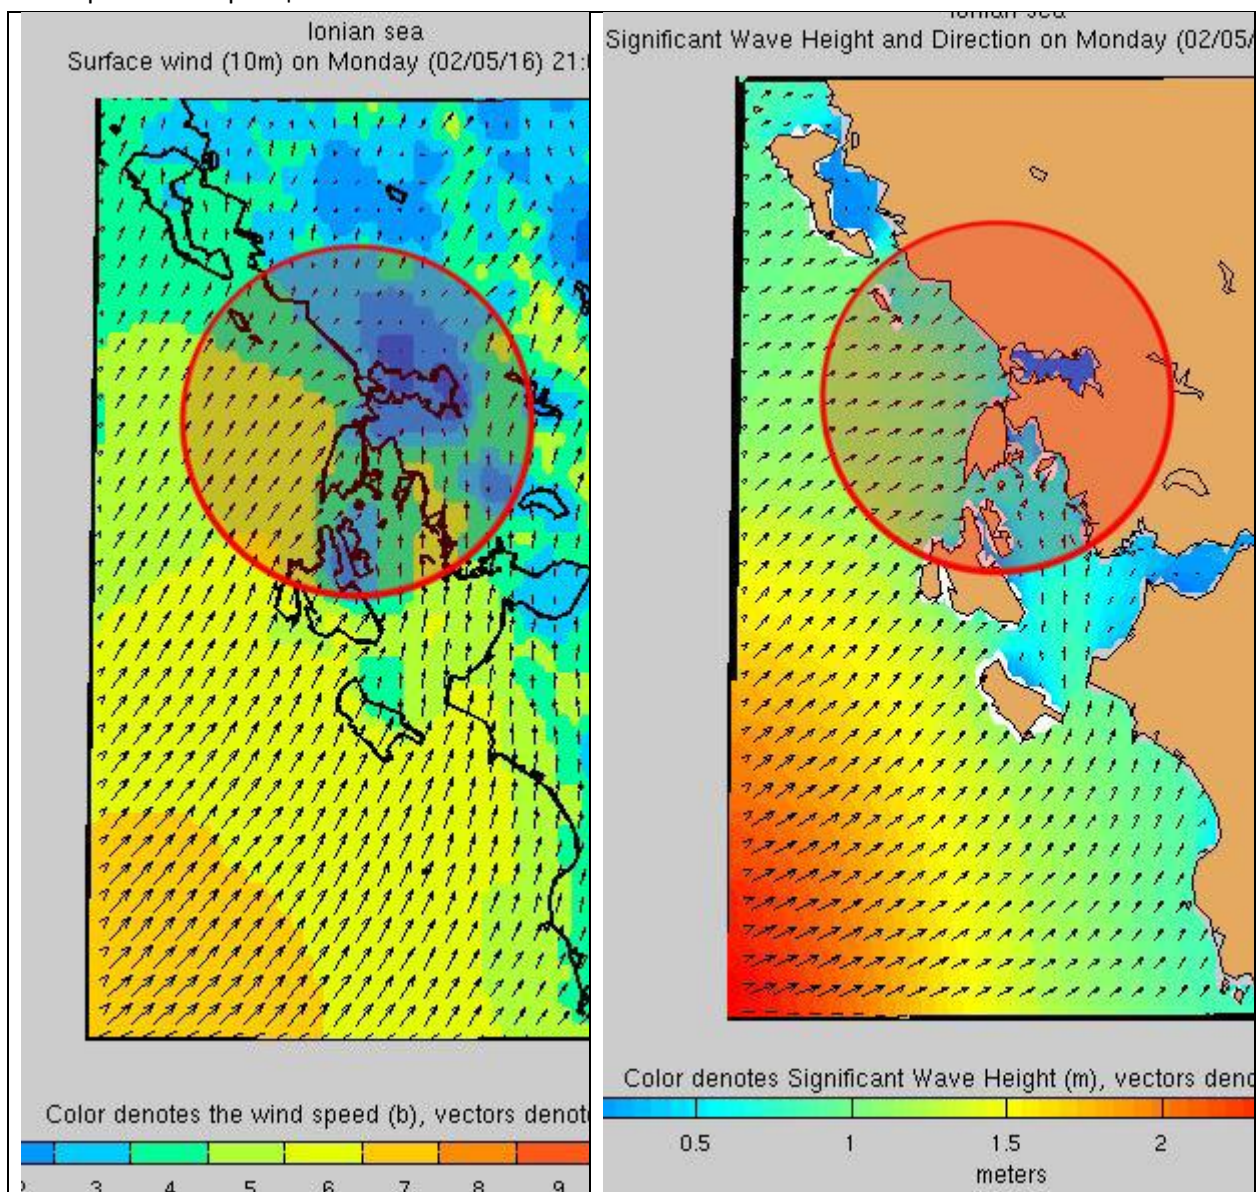 Ionian sea
Surface wind (10m) on Monday (02/05/16) 21:
Color denotes the wind speed (b), vectors
3 4 5 6 7 8 9
Ionian sea
Significant Wave Height and Direction on Monday (02/05/
Color denotes Significant Wave Height (m), vectors
0.5 1 1.5 2
meters